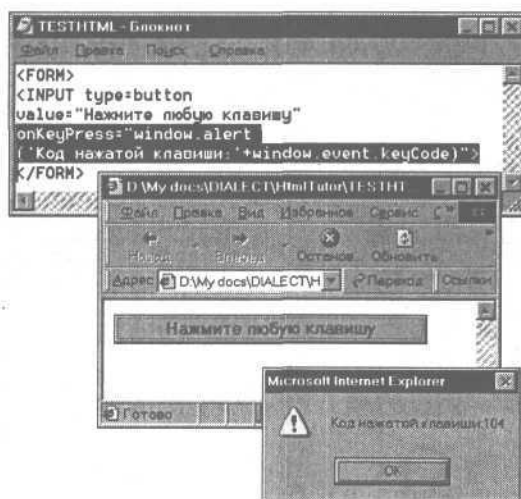 TESTHTML - Блокнот
Файл Правка Поиск Справка
<FORM>
<INPUT type=button
value="Нажмите любую клавишу"
onKeyPress="window.alert
('Код нажатой клавиши:'+window.event.keyCode)">
</FORM>
D:\My docs\DIALECT\HtmlTutor\TESTHT
Файл Правка Вид Избранное Сервис С »
Назад Вперед Останов. Обновить »
Адрес D:\My docs\DIALECT\H Переход Ссылки
Нажмите любую клавишу
Готово
Microsoft Internet Explorer
Код нажатой клавиши:104
OK